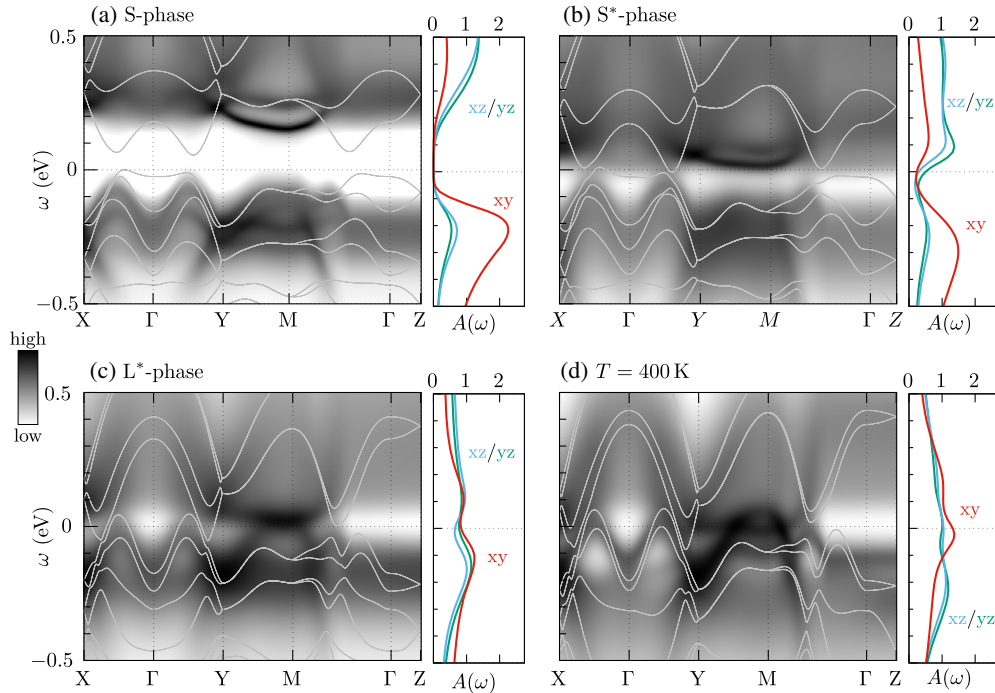 (a) S-phase
0 1 2
(b) S*-phase
0 1 2
0.5
0
−0.5
ω (eV)
xz/yz
xy
X Γ Y M Γ Z
A(ω)
xz/yz
xy
X Γ Y M Γ Z
A(ω)
high
low
(c) L*-phase
0 1 2
(d) T = 400 K
0 1 2
0.5
0
−0.5
ω (eV)
xz/yz
xy
X Γ Y M Γ Z
A(ω)
xy
xz/yz
X Γ Y M Γ Z
A(ω)